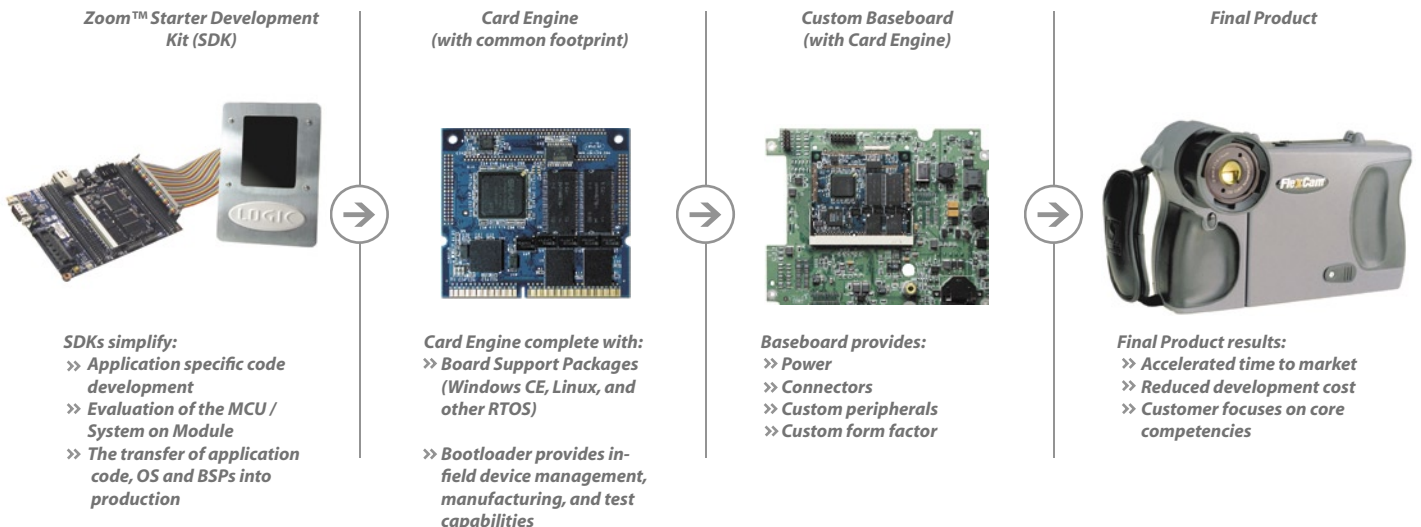 Zoom™ Starter Development
Kit (SDK)
LOGIC
SDKs simplify:
» Application specific code
development
» Evaluation of the MCU /
System on Module
» The transfer of application
code, OS and BSPs into
production
Card Engine
(with common footprint)
Card Engine complete with:
» Board Support Packages
(Windows CE, Linux, and
other RTOS)
» Bootloader provides in-
field device management,
manufacturing, and test
capabilities
Custom Baseboard
(with Card Engine)
Baseboard provides:
» Power
» Connectors
» Custom peripherals
» Custom form factor
Final Product
FlexCam
Final Product results:
» Accelerated time to market
» Reduced development cost
» Customer focuses on core
competencies